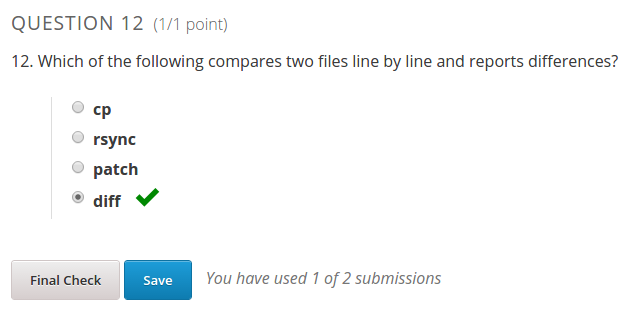 QUESTION 12 (1/1 point)
12. Which of the following compares two files line by line and reports differences?
cp
rsync
patch
diff
Final Check Save You have used 1 of 2 submissions